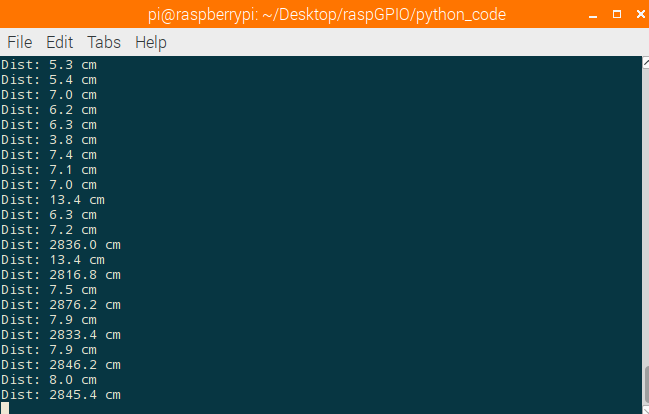 pi@raspberrypi: ~/Desktop/raspGPIO/python_code
File Edit Tabs Help
Dist: 5.3 cm
Dist: 5.4 cm
Dist: 7.0 cm
Dist: 6.2 cm
Dist: 6.3 cm
Dist: 3.8 cm
Dist: 7.4 cm
Dist: 7.1 cm
Dist: 7.0 cm
Dist: 13.4 cm
Dist: 6.3 cm
Dist: 7.2 cm
Dist: 2836.0 cm
Dist: 13.4 cm
Dist: 2816.8 cm
Dist: 7.5 cm
Dist: 2876.2 cm
Dist: 7.9 cm
Dist: 2833.4 cm
Dist: 7.9 cm
Dist: 2846.2 cm
Dist: 8.0 cm
Dist: 2845.4 cm